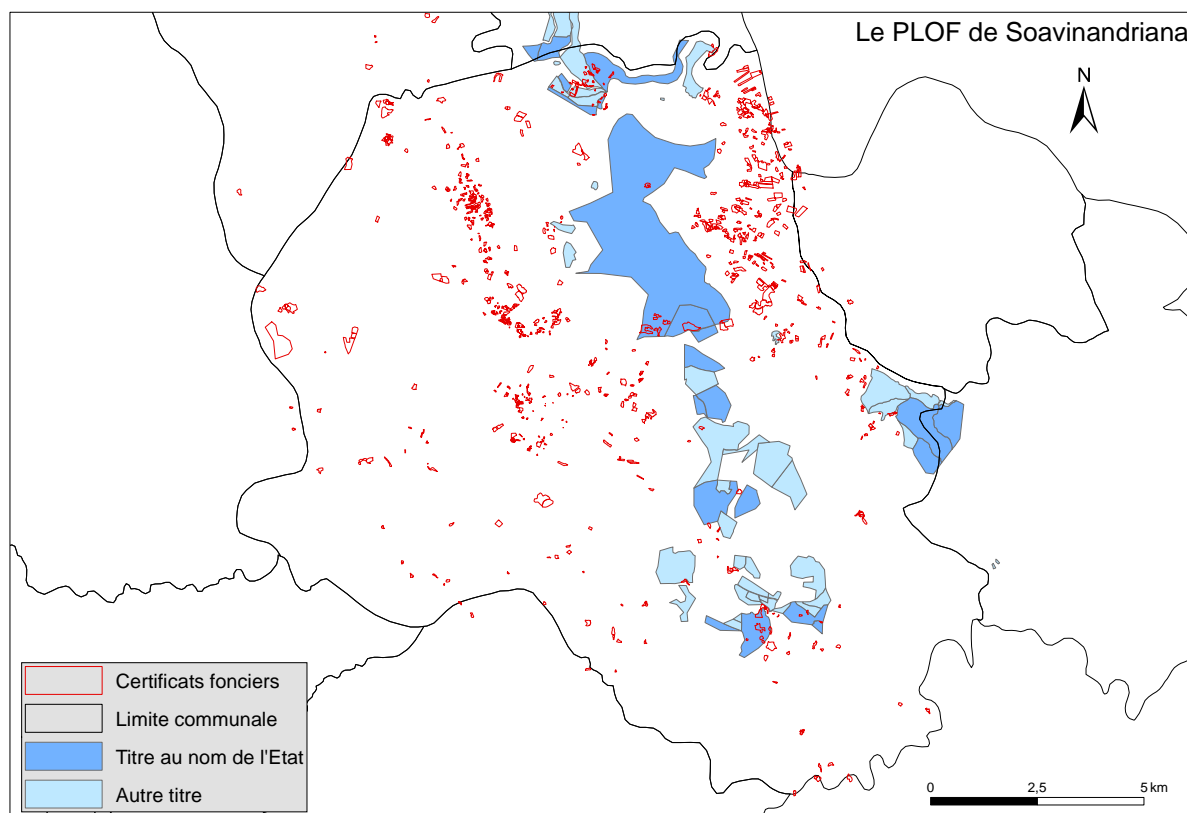 Le PLOF de Soavinandriana
N
Certificats fonciers
Limite communale
Titre au nom de l'Etat
Autre titre
0 2,5 5 km